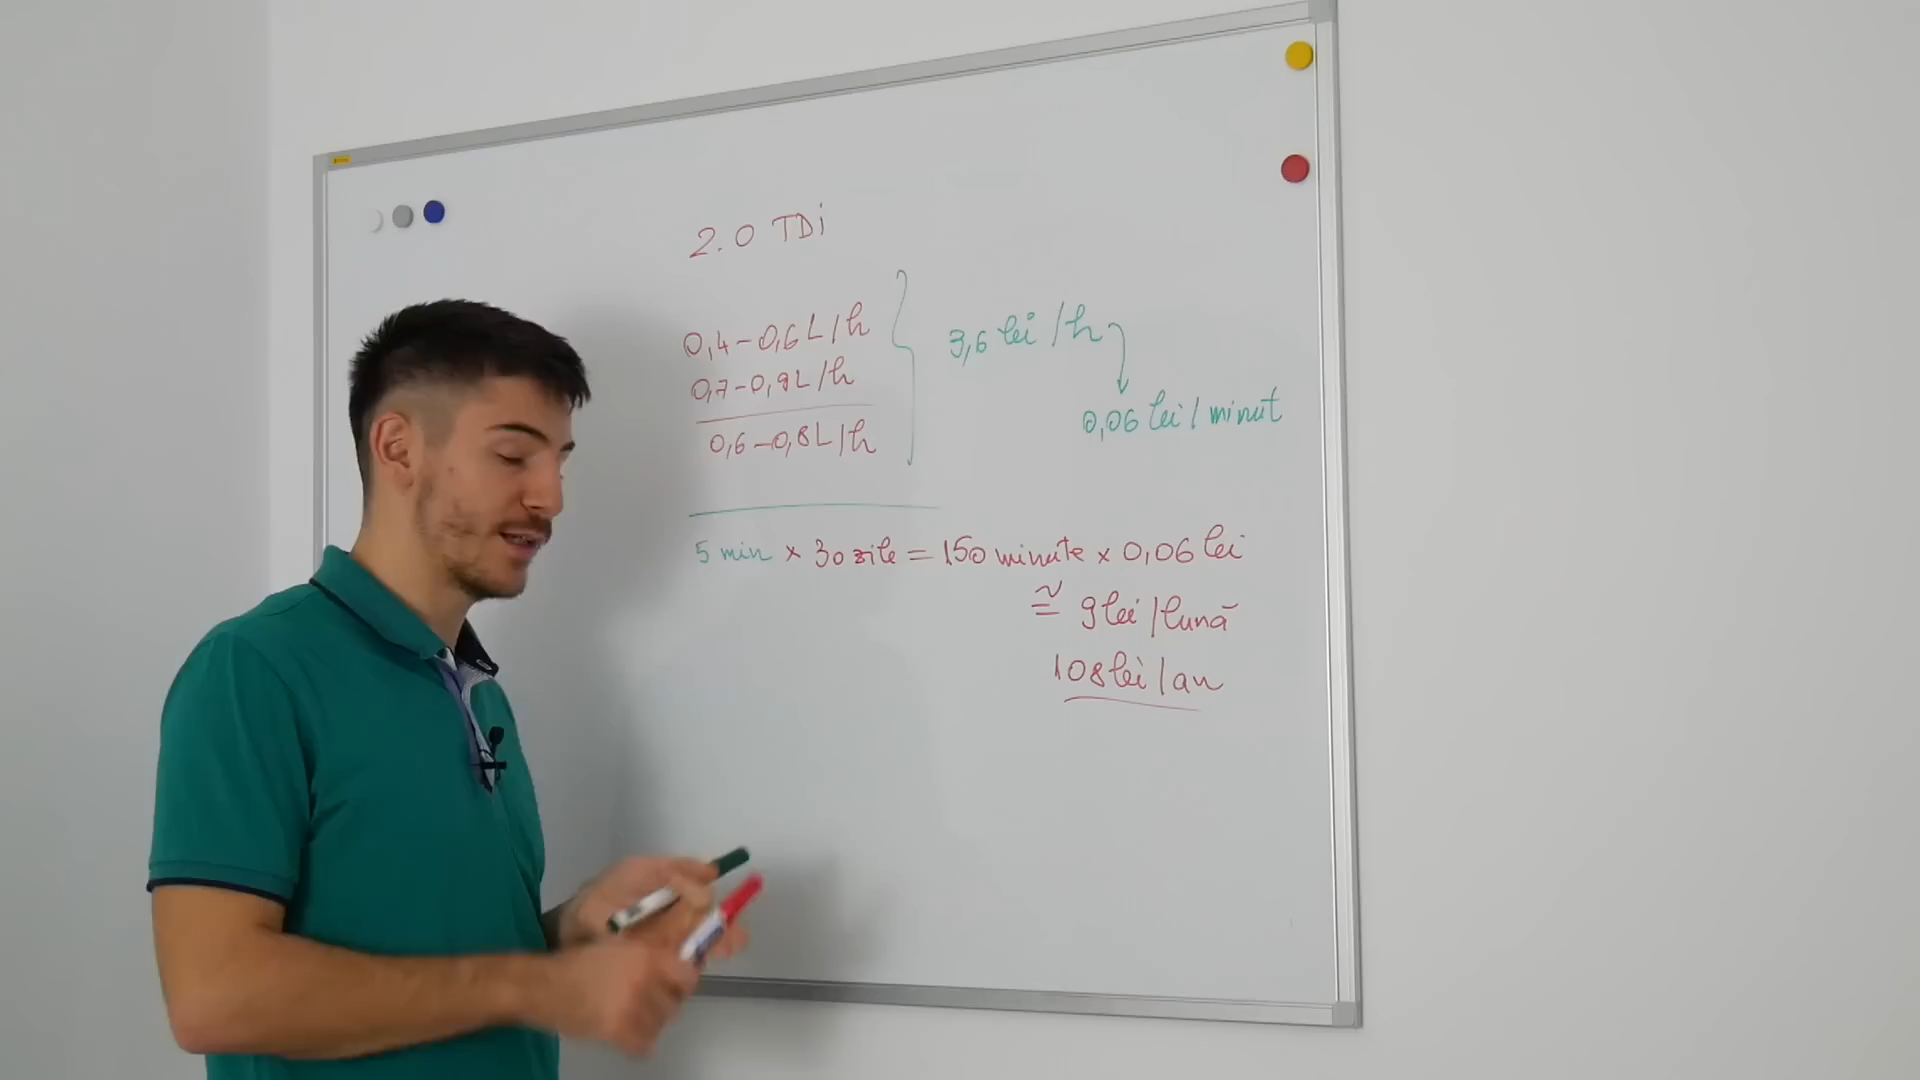 2.0 TDi
0,4-0,6L/h
0,7-0,9L/h
0,6-0,8L/h
3,6 lei/h
0,06 lei/minut
5 min x 30 zile = 150 minute x 0,06 lei
≅ 9 lei/lună
108 lei/an